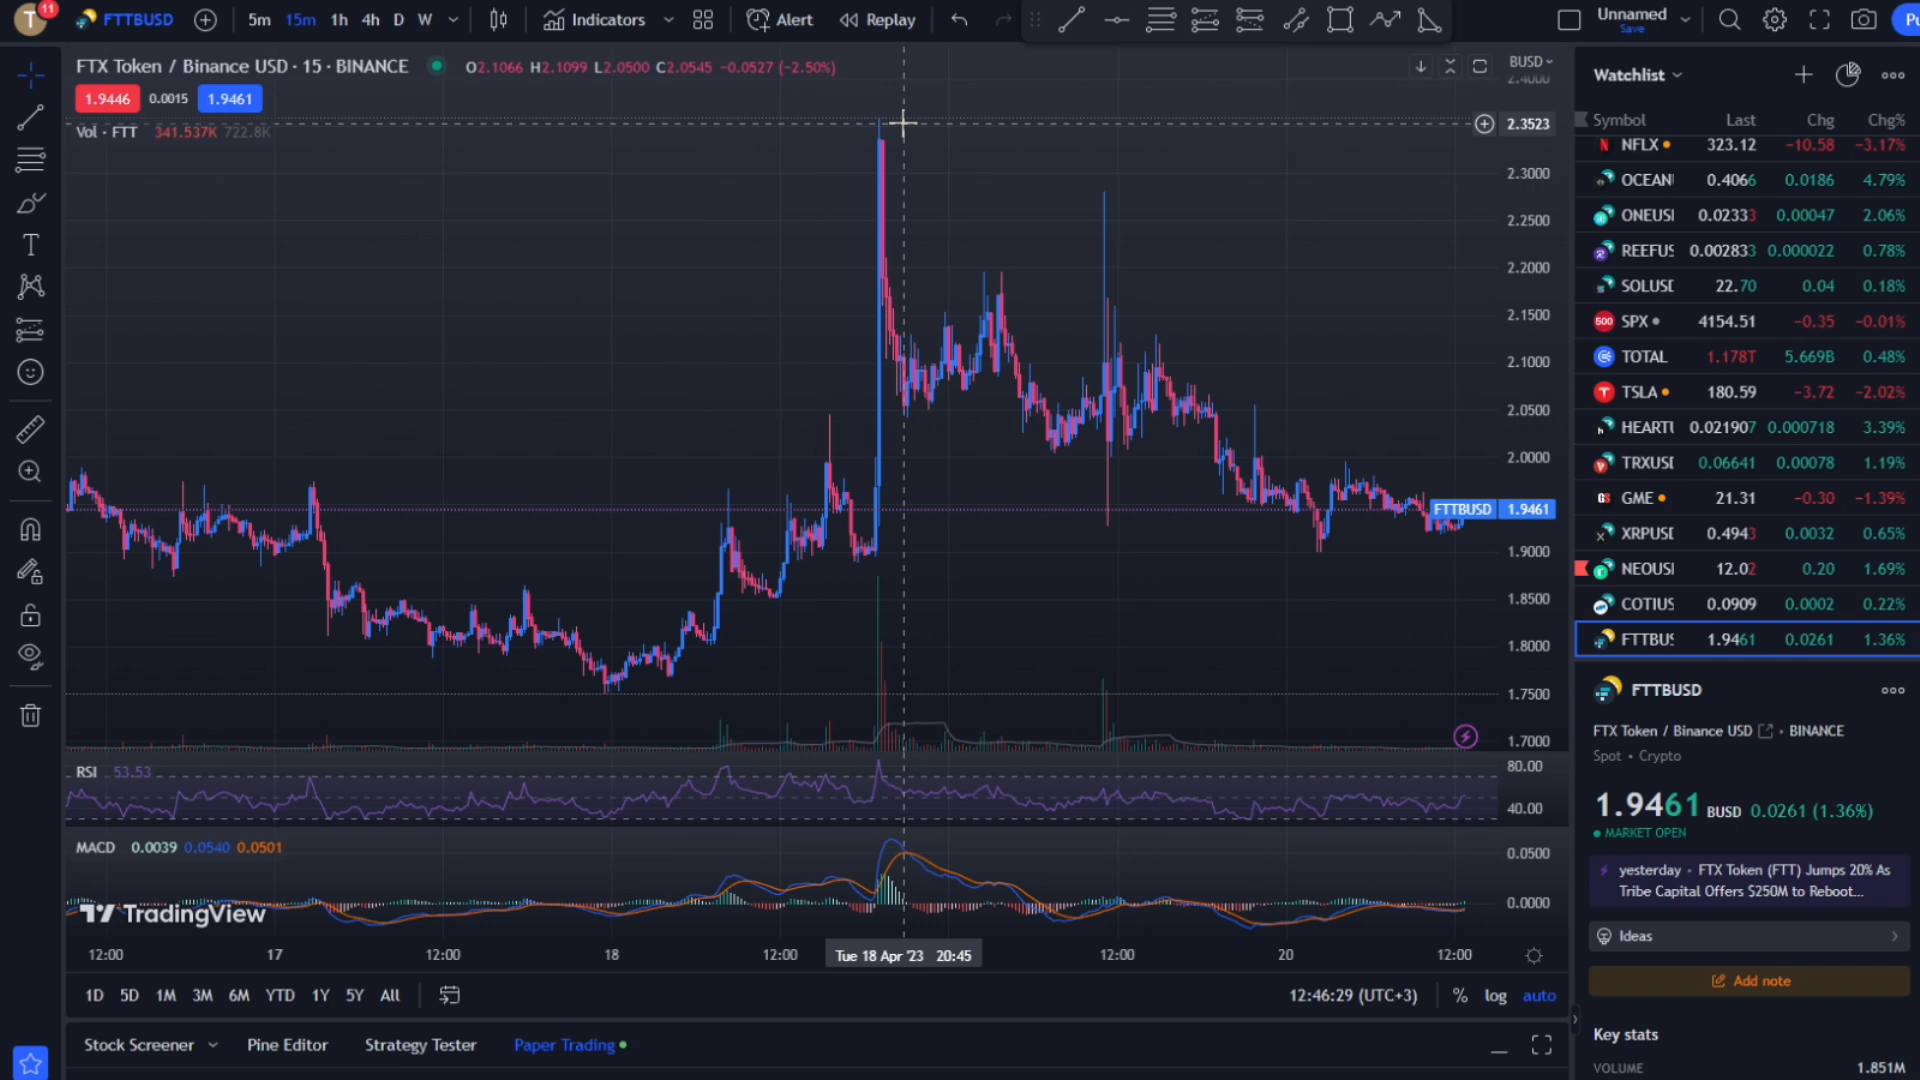 T 11 FTTBUSD 5m 15m 1h 4h D W Indicators Alert Replay Unnamed
Save
FTX Token / Binance USD · 15 · BINANCE O2.1066 H2.1099 L2.0500 C2.0545 −0.0527 (−2.50%) BUSD
1.9446 0.0015 1.9461
Vol · FTT 341.537K 722.8K
2.3523
2.3000
2.2500
2.2000
2.1500
2.1000
2.0500
2.0000
FTTBUSD 1.9461
1.9000
1.8500
1.8000
1.7500
1.7000
RSI 53.53
80.00
40.00
MACD 0.0039 0.0540 0.0501
0.0500
0.0000
TradingView
12:00 17 12:00 18 12:00 Tue 18 Apr '23 20:45 12:00 20 12:00
1D 5D 1M 3M 6M YTD 1Y 5Y All 12:46:29 (UTC+3) % log auto
Stock Screener Pine Editor Strategy Tester Paper Trading
Watchlist
Symbol Last Chg Chg%
NFLX 323.12 −10.58 −3.17%
OCEAN 0.4066 0.0186 4.79%
ONEUS 0.02333 0.00047 2.06%
REEFUS 0.002833 0.000022 0.78%
SOLUSD 22.70 0.04 0.18%
500 SPX 4154.51 −0.35 −0.01%
TOTAL 1.178T 5.669B 0.48%
TSLA 180.59 −3.72 −2.02%
HEARTU 0.021907 0.000718 3.39%
TRXUSD 0.06641 0.00078 1.19%
GME 21.31 −0.30 −1.39%
XRPUSD 0.4943 0.0032 0.65%
NEOUS 12.02 0.20 1.69%
COTIUS 0.0909 0.0002 0.22%
FTTBUS 1.9461 0.0261 1.36%
FTTBUSD
FTX Token / Binance USD • BINANCE
Spot • Crypto
1.9461 BUSD 0.0261 (1.36%)
MARKET OPEN
yesterday • FTX Token (FTT) Jumps 20% As
Tribe Capital Offers $250M to Reboot...
Ideas
Add note
Key stats
VOLUME 1.851M